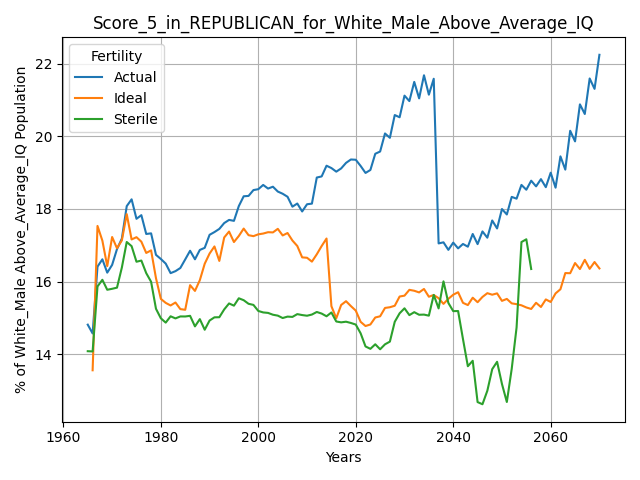 Score_5_in_REPUBLICAN_for_White_Male_Above_Average_IQ
Fertility
Actual
Ideal
Sterile
% of White_Male Above_Average_IQ Population
22
20
18
16
14
1960
1980
2000
2020
2040
2060
Years